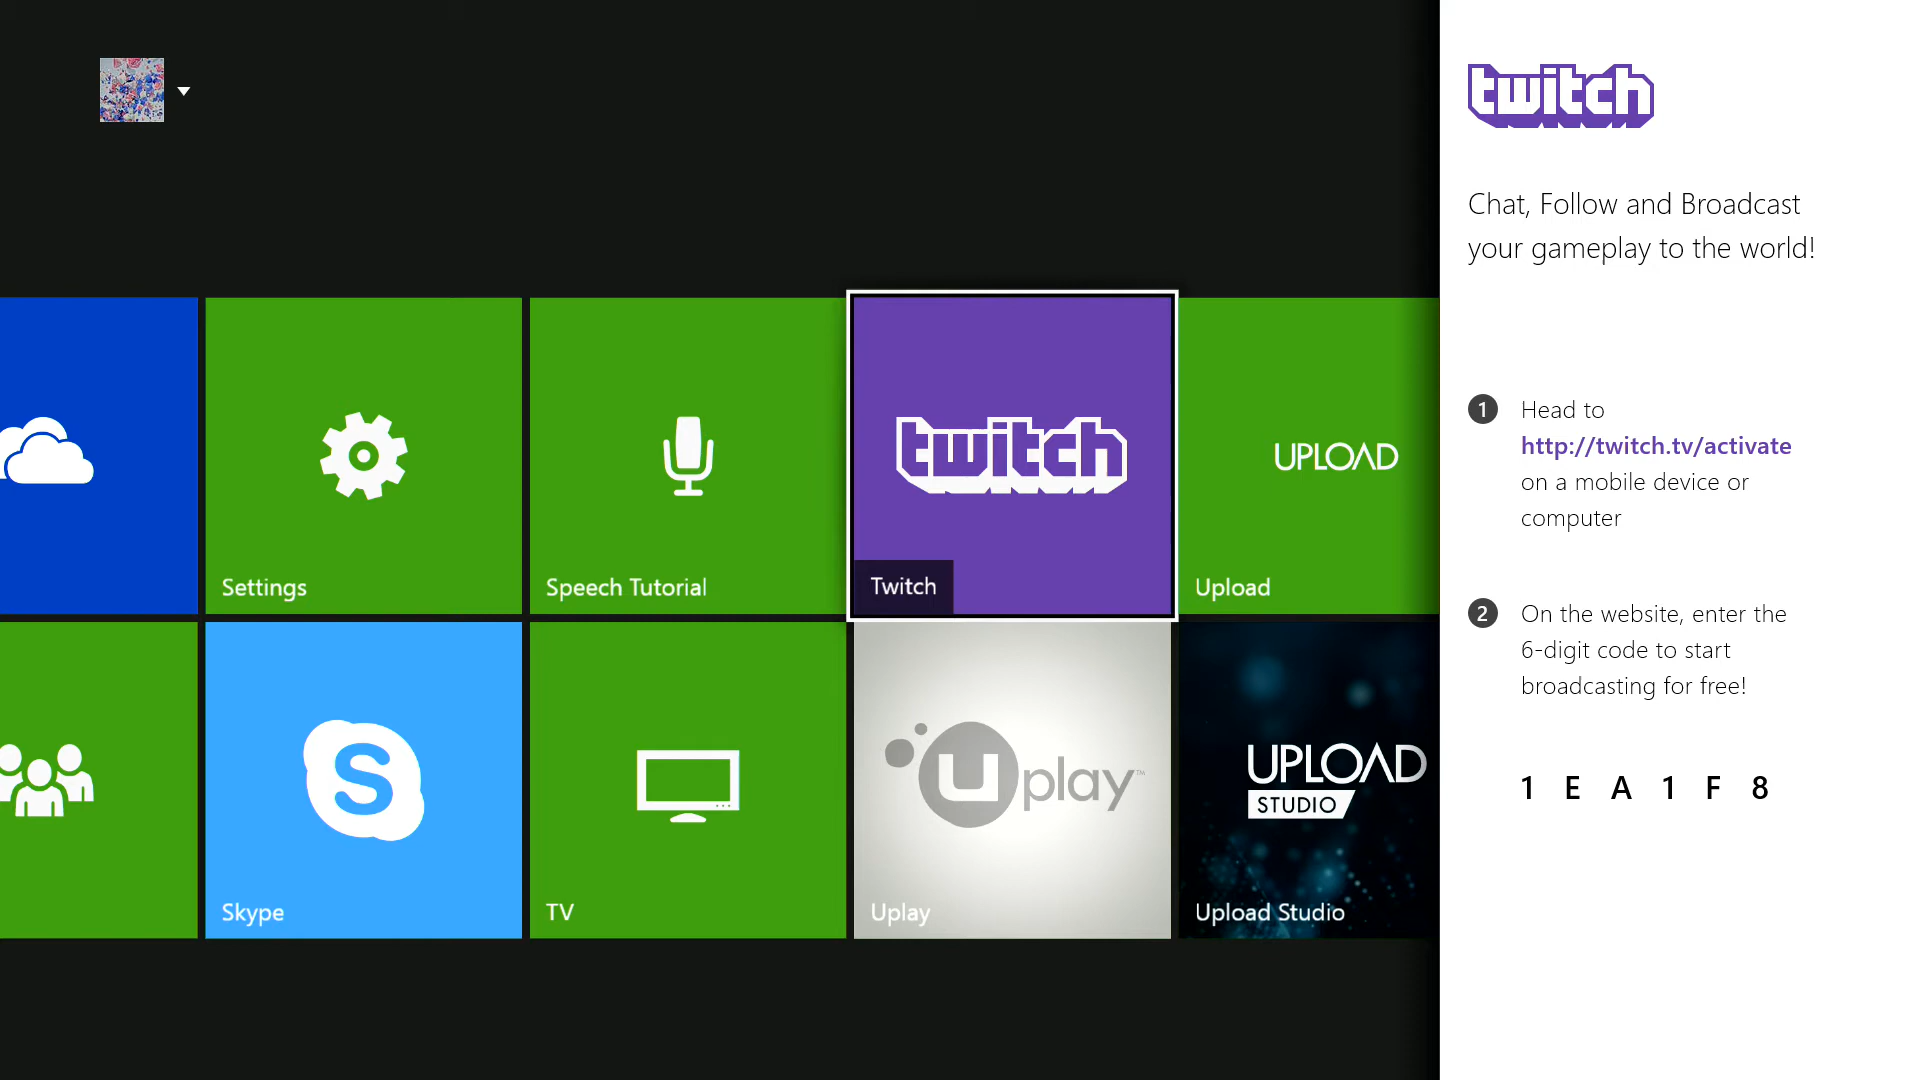 twitch
Chat, Follow and Broadcast
your gameplay to the world!
1 Head to
http://twitch.tv/activate
on a mobile device or
computer
2 On the website, enter the
6-digit code to start
broadcasting for free!
1 E A 1 F 8
Settings
Speech Tutorial
twitch
Twitch
UPLOAD
Upload
S
Skype
TV
Uplay™
Uplay
UPLOAD
STUDIO
Upload Studio